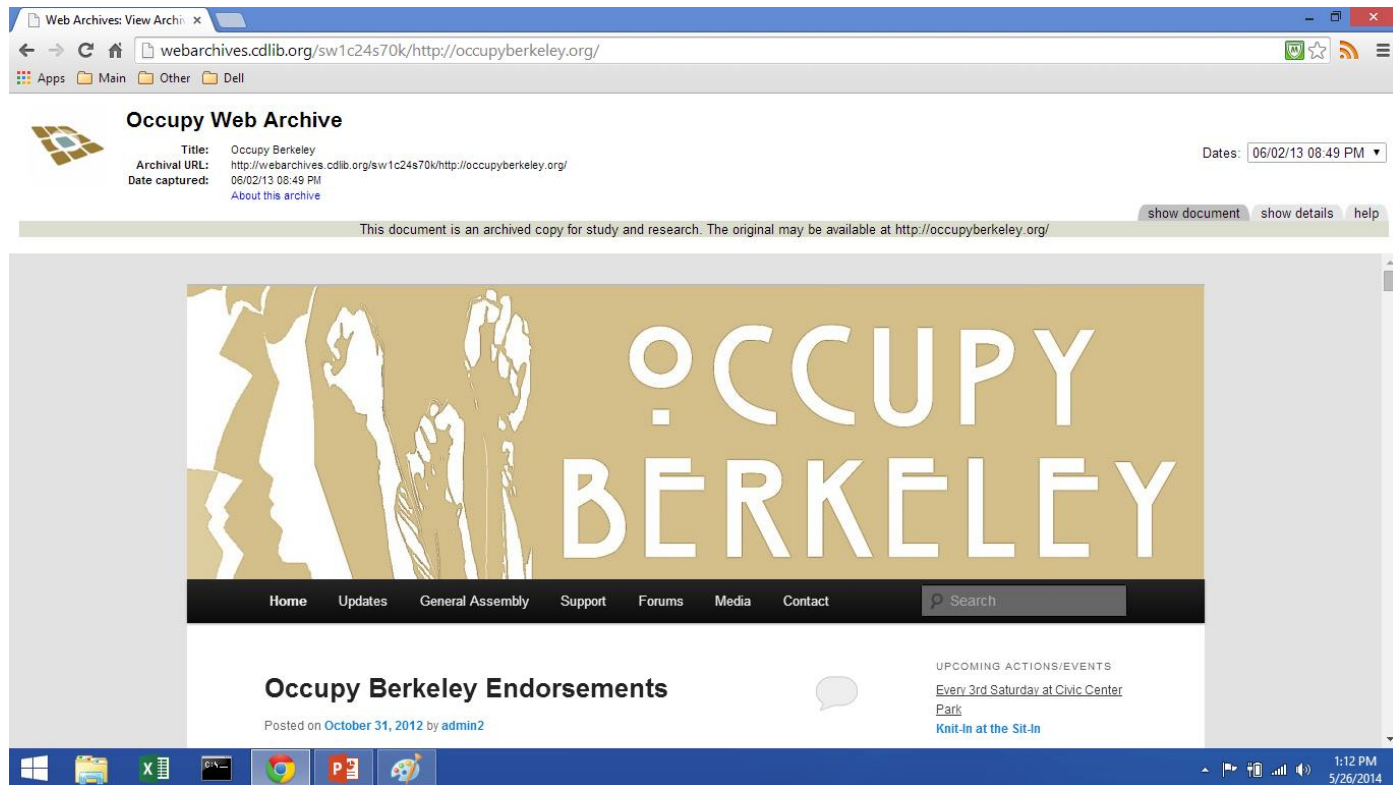 Web Archives: View Archiv
webarchives.cdlib.org/sw1c24s70k/http://occupyberkeley.org/
Apps Main Other Dell
Occupy Web Archive
Title: Occupy Berkeley
Archival URL: http://webarchives.cdlib.org/sw1c24s70k/http://occupyberkeley.org/
Date captured: 06/02/13 08:49 PM
About this archive
Dates: 06/02/13 08:49 PM
show document show details help
This document is an archived copy for study and research. The original may be available at http://occupyberkeley.org/
OCCUPY
BERKELEY
Home Updates General Assembly Support Forums Media Contact Search
UPCOMING ACTIONS/EVENTS
Occupy Berkeley Endorsements
Every 3rd Saturday at Civic Center
Park
Posted on October 31, 2012 by admin2
Knit-In at the Sit-In
1:12 PM
5/26/2014